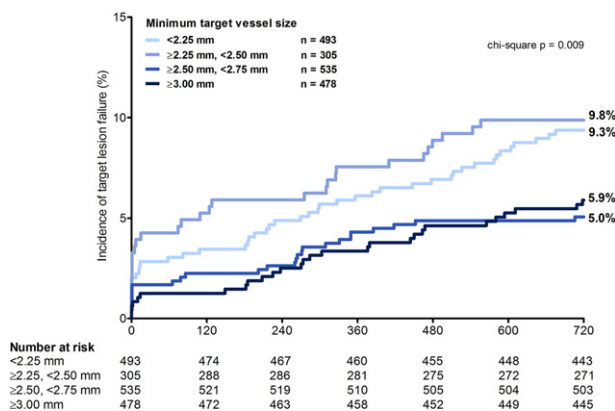 15
Minimum target vessel size
<2.25 mm n = 493
≥2.25 mm, <2.50 mm n = 305
≥2.50 mm, <2.75 mm n = 535
≥3.00 mm n = 478
chi-square p = 0.009
10
5
0
Incidence of target lesion failure (%)
9.8%
9.3%
5.9%
5.0%
0 120 240 360 480 600 720
Number at risk
<2.25 mm 493 474 467 460 455 448 443
≥2.25, <2.50 mm 305 288 286 281 275 272 271
≥2.50, <2.75 mm 535 521 519 510 505 504 503
≥3.00 mm 478 472 463 458 452 449 445